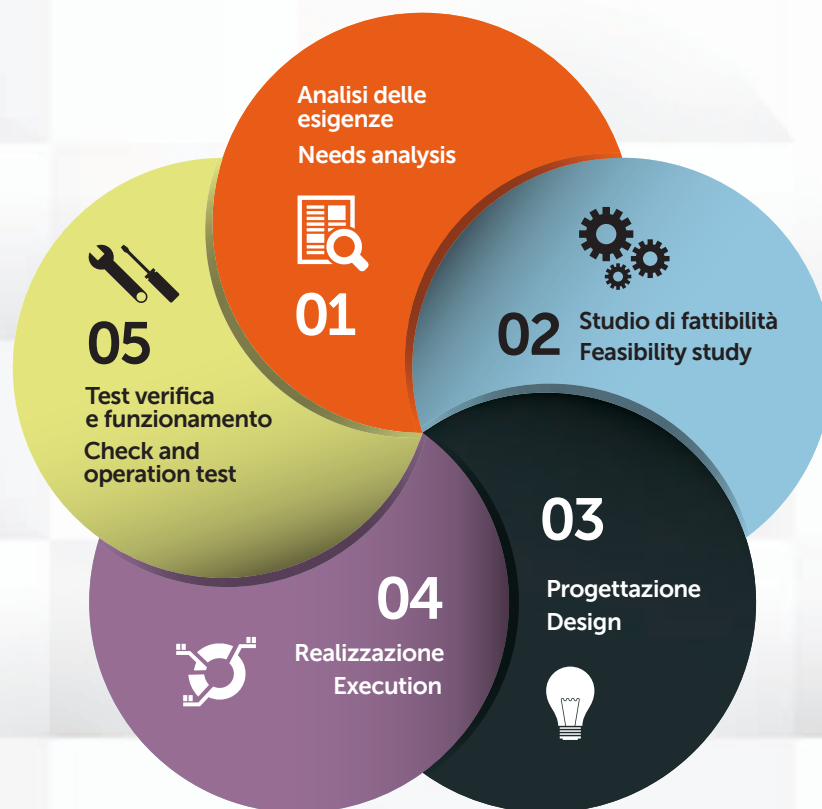 Analisi delle
esigenze
Needs analysis
01
02
Studio di fattibilità
Feasibility study
03
Progettazione
Design
04
Realizzazione
Execution
05
Test verifica
e funzionamento
Check and
operation test